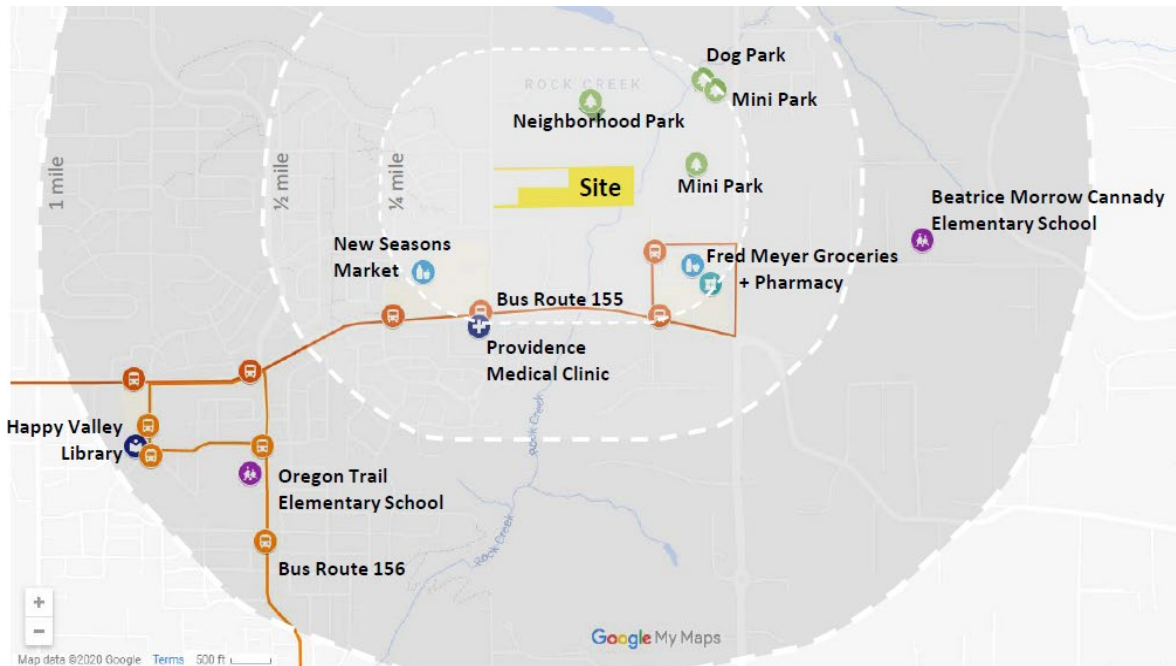 Dog Park
ROCK CREEK
Mini Park
Neighborhood Park
1 mile
½ mile
¼ mile
Site
Mini Park
Beatrice Morrow Cannady
Elementary School
New Seasons
Market
Fred Meyer Groceries
+ Pharmacy
Bus Route 155
Providence
Medical Clinic
Happy Valley
Library
Rock Creek
Oregon Trail
Elementary School
Rock Creek
Bus Route 156
+
−
Google My Maps
Map data ©2020 Google Terms 500 ft